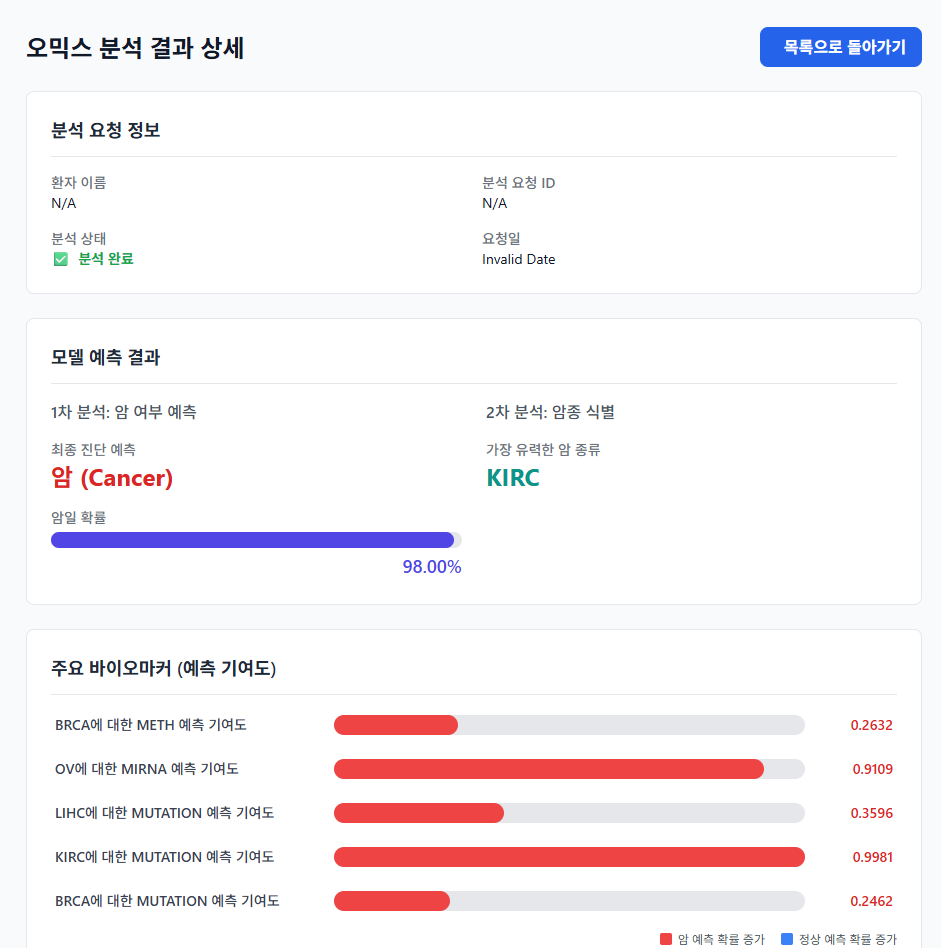 오믹스 분석 결과 상세
목록으로 돌아가기
분석 요청 정보
환자 이름
N/A
분석 요청 ID
N/A
분석 상태
✅ 분석 완료
요청일
Invalid Date
모델 예측 결과
1차 분석: 암 여부 예측
최종 진단 예측
암 (Cancer)
암일 확률
98.00%
2차 분석: 암종 식별
가장 유력한 암 종류
KIRC
주요 바이오마커 (예측 기여도)
BRCA에 대한 METH 예측 기여도 0.2632
OV에 대한 MIRNA 예측 기여도 0.9109
LIHC에 대한 MUTATION 예측 기여도 0.3596
KIRC에 대한 MUTATION 예측 기여도 0.9981
BRCA에 대한 MUTATION 예측 기여도 0.2462
암 예측 확률 증가 정상 예측 확률 증가